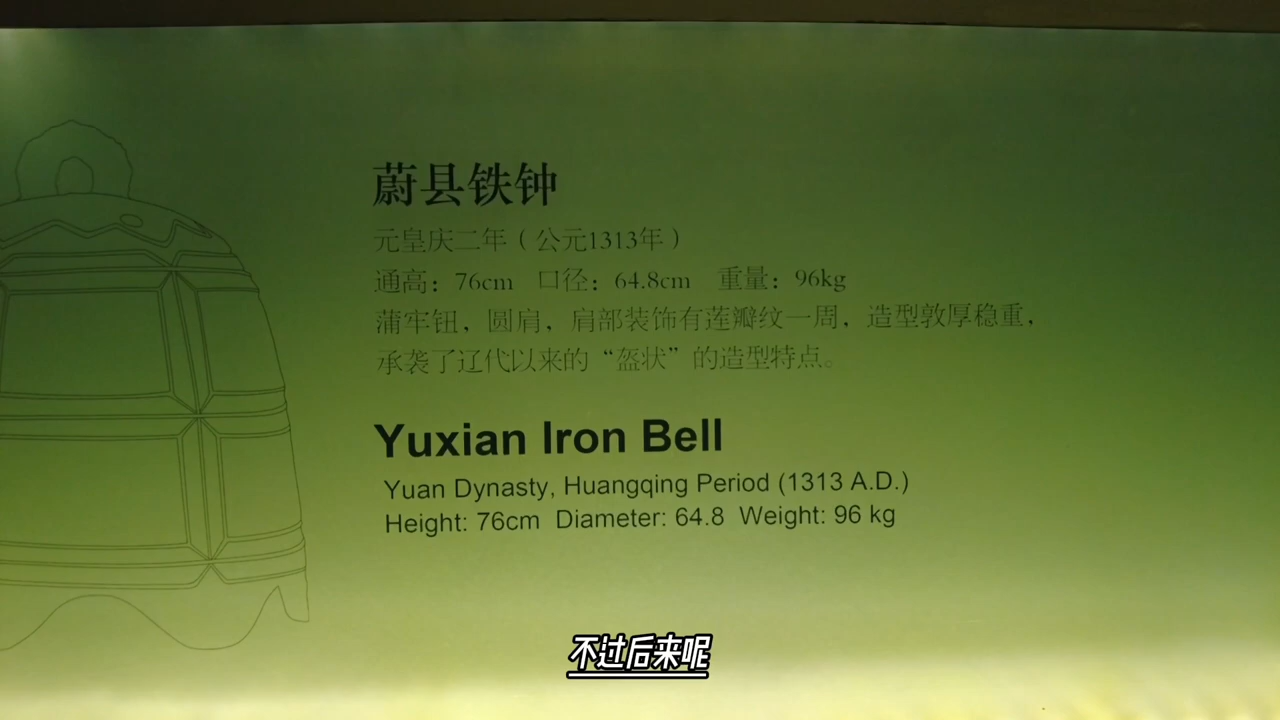 蔚县铁钟
元皇庆二年（公元1313年）
通高：76cm 口径：64.8cm 重量：96kg
蒲牢钮，圆肩，肩部装饰有莲瓣纹一周，造型敦厚稳重，
承袭了辽代以来的“盔状”的造型特点。
Yuxian Iron Bell
Yuan Dynasty, Huangqing Period (1313 A.D.)
Height: 76cm Diameter: 64.8 Weight: 96 kg
不过后来呢